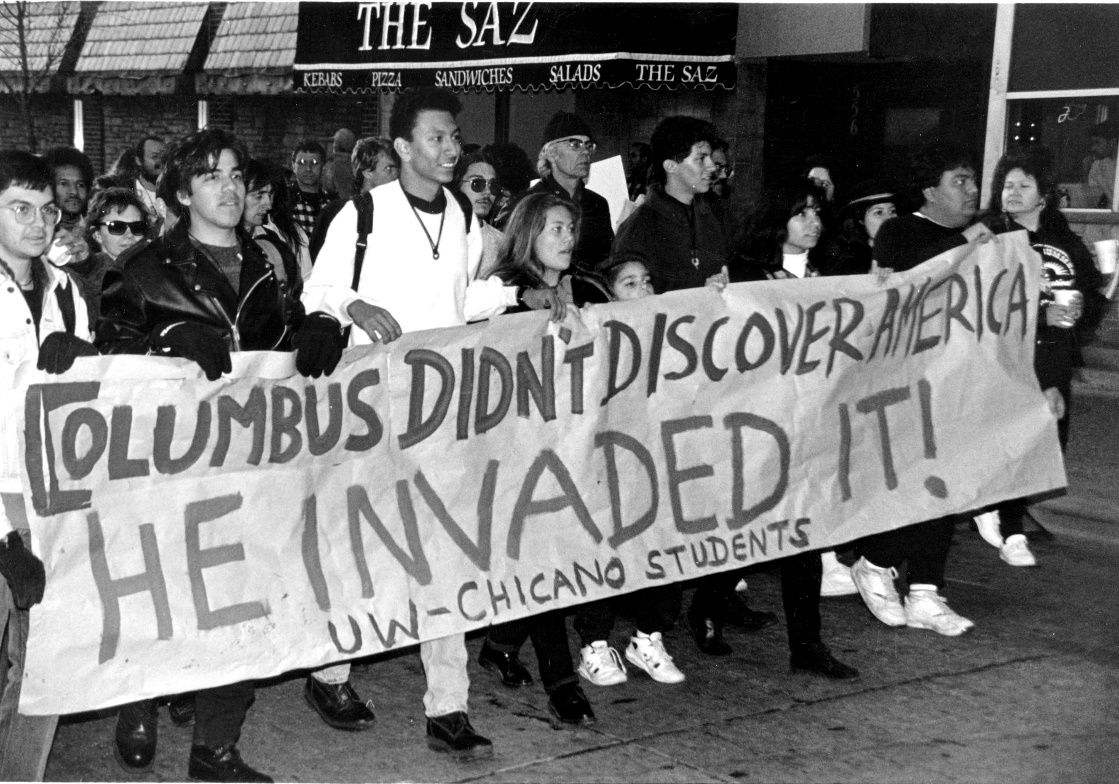 THE SAZ
KEBABS PIZZA SANDWICHES SALADS THE SAZ
COLUMBUS DIDN'T DISCOVER AMERICA
HE INVADED IT!
UW-CHICANO STUDENTS